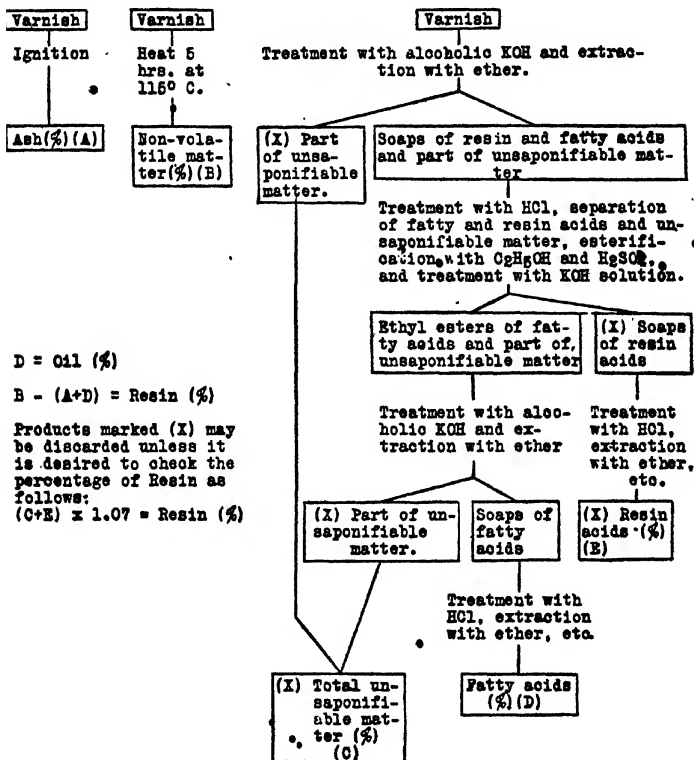 Varnish
Ignition
Ash(%)(A)
Varnish
Heat 5
hrs. at
115° C.
Non-vola-
tile mat-
ter(%)(B)
Varnish
Treatment with alcoholic KOH and extrac-
tion with ether.
(X) Part
of unsa-
ponifiable
matter.
Soaps of resin and fatty acids
and part of unsaponifiable mat-
ter
Treatment with HCl, separation
of fatty and resin acids and un-
saponifiable matter, esterifi-
cation with C2H5OH and H2SO4,
and treatment with KOH solution.
Ethyl esters of fat-
ty acids and part of
unsaponifiable matter
(X) Soaps
of resin
acids
D = Oil (%)
B - (A+D) = Resin (%)
Products marked (X) may
be discarded unless it
is desired to check the
percentage of Resin as
follows:
(C+E) x 1.07 = Resin (%)
Treatment with alco-
holic KOH and ex-
traction with ether
Treatment
with HCl,
extraction
with ether,
etc.
(X) Part of un-
saponifiable
matter.
Soaps of
fatty
acids
(X) Resin
acids (%)
(E)
Treatment with
HCl, extraction
with ether, etc.
(X) Total un-
saponifi-
able mat-
ter (%)
(C)
Fatty acids
(%)(D)